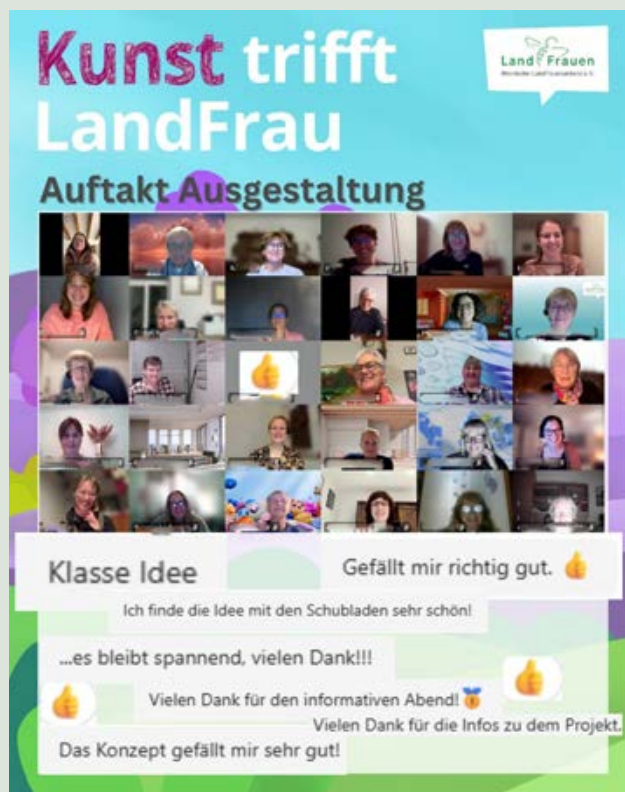 Kunst trifft
LandFrau
Land Frauen
Rheinischer LandFrauenverband e.V.
Auftakt Ausgestaltung
Klasse Idee
Gefällt mir richtig gut. 👍
Ich finde die Idee mit den Schubladen sehr schön!
...es bleibt spannend, vielen Dank!!!
Vielen Dank für den informativen Abend! 🥇
Vielen Dank für die Infos zu dem Projekt.
Das Konzept gefällt mir sehr gut!